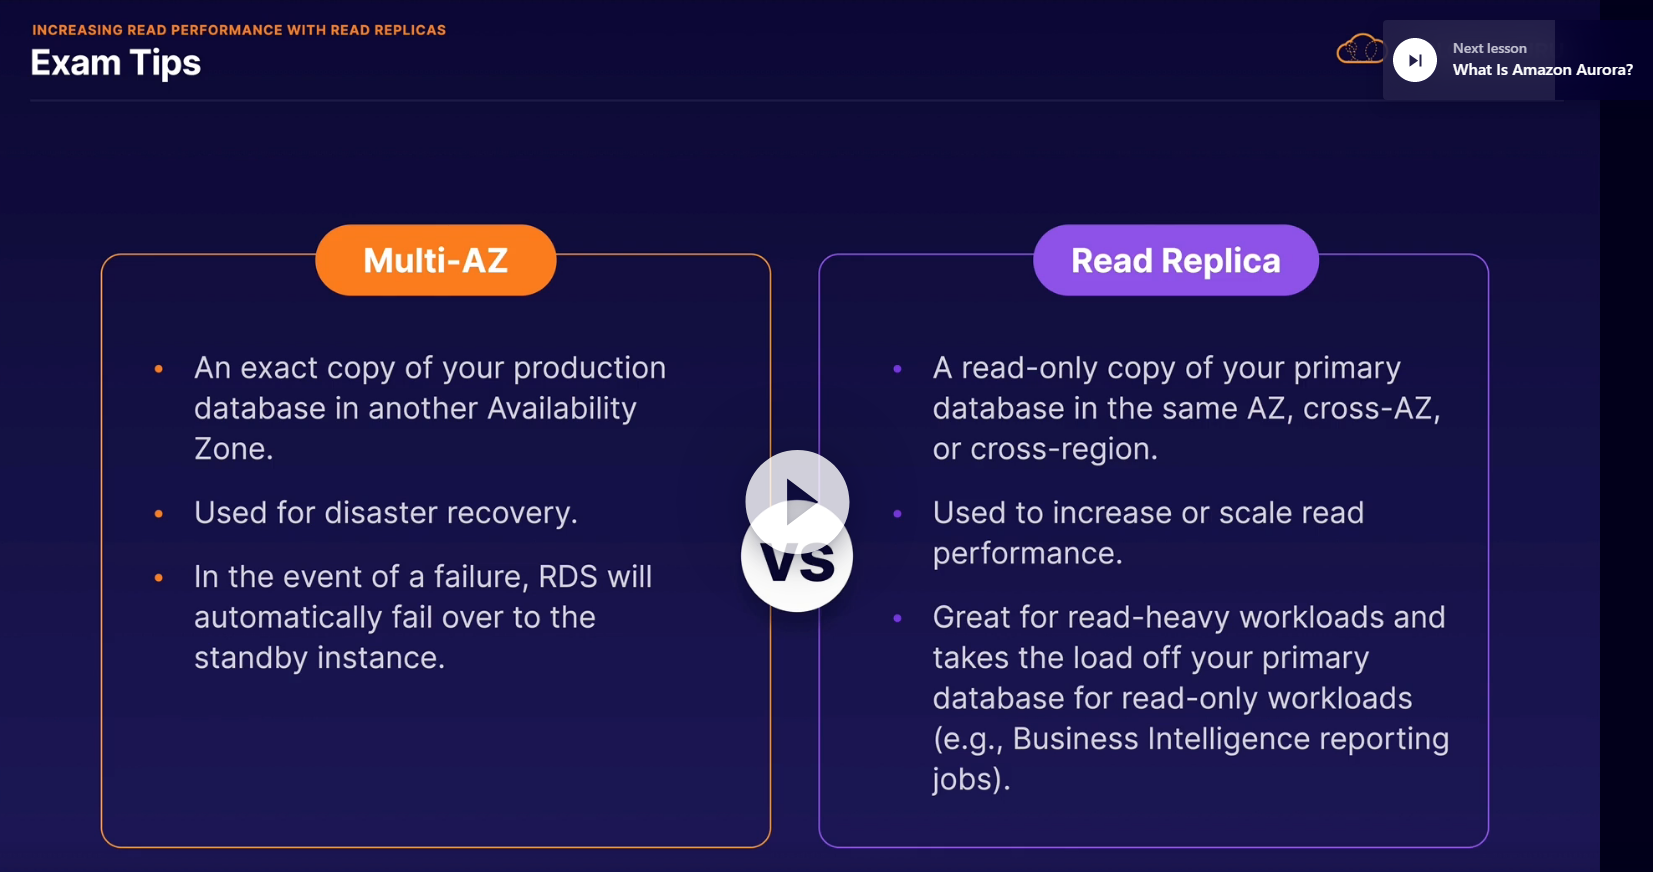 INCREASING READ PERFORMANCE WITH READ REPLICAS
Exam Tips
Next lesson
What Is Amazon Aurora?
Multi-AZ
An exact copy of your production
database in another Availability
Zone.
Used for disaster recovery.
In the event of a failure, RDS will
automatically fail over to the
standby instance.
VS
Read Replica
A read-only copy of your primary
database in the same AZ, cross-AZ,
or cross-region.
Used to increase or scale read
performance.
Great for read-heavy workloads and
takes the load off your primary
database for read-only workloads
(e.g., Business Intelligence reporting
jobs).